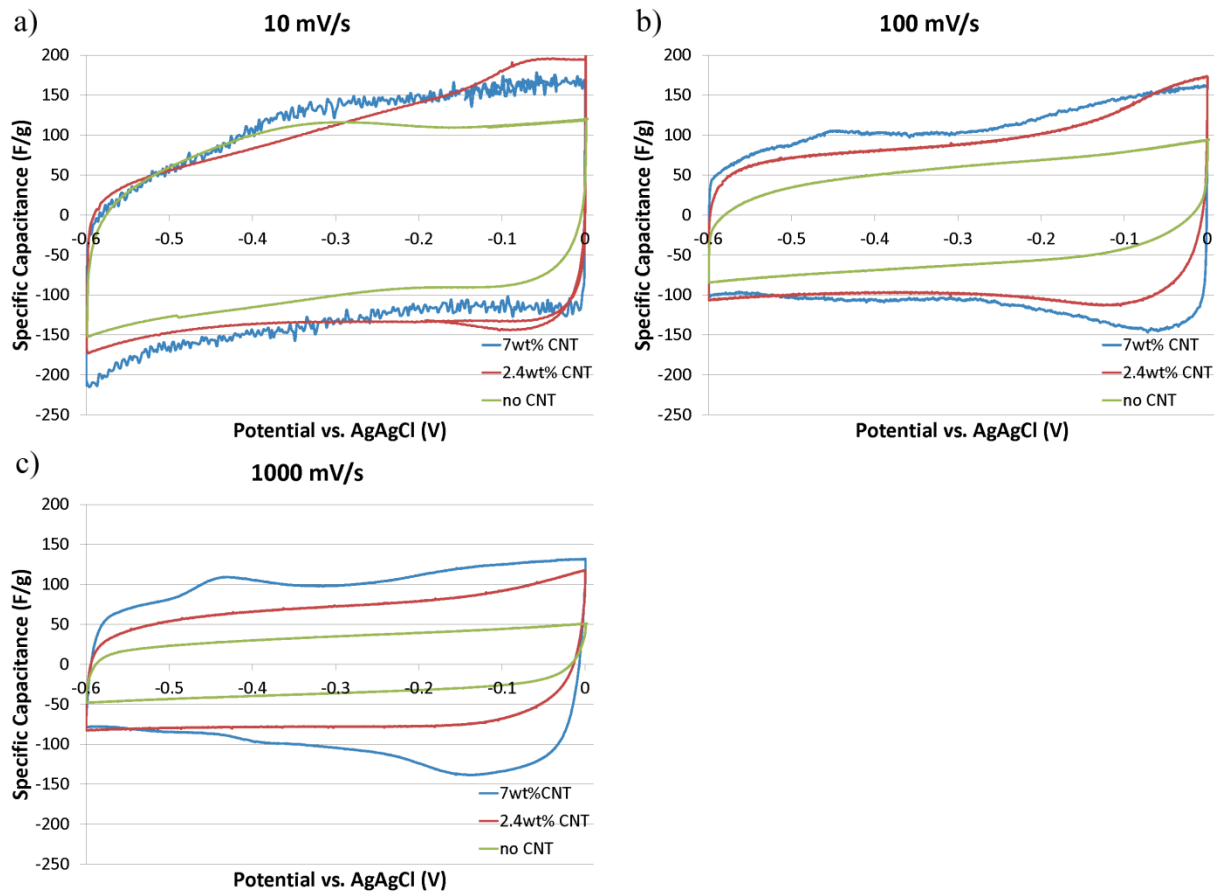 a)
10 mV/s
Specific Capacitance (F/g)
200
150
100
50
0
-50
-100
-150
-200
-250
-0.6
-0.5
-0.4
-0.3
-0.2
-0.1
0
7wt% CNT
2.4wt% CNT
no CNT
Potential vs. AgAgCl (V)
b)
100 mV/s
Specific Capacitance (F/g)
200
150
100
50
0
-50
-100
-150
-200
-250
-0.6
-0.5
-0.4
-0.3
-0.2
-0.1
0
7wt% CNT
2.4wt% CNT
no CNT
Potential vs. AgAgCl (V)
c)
1000 mV/s
Specific Capacitance (F/g)
200
150
100
50
0
-50
-100
-150
-200
-250
-0.6
-0.5
-0.4
-0.3
-0.2
-0.1
0
7wt%CNT
2.4wt% CNT
no CNT
Potential vs. AgAgCl (V)